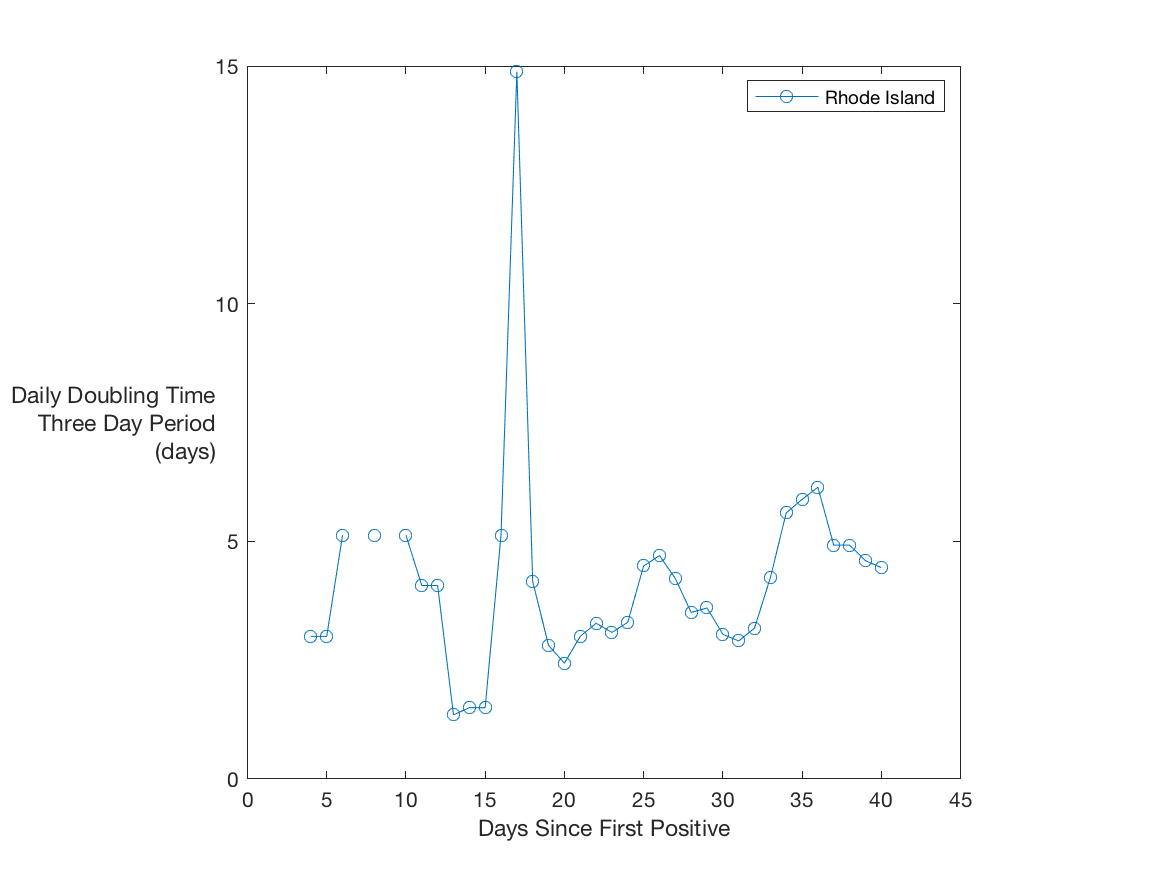 15
Rhode Island
10
Daily Doubling Time
Three Day Period
(days)
5
0
0 5 10 15 20 25 30 35 40 45
Days Since First Positive